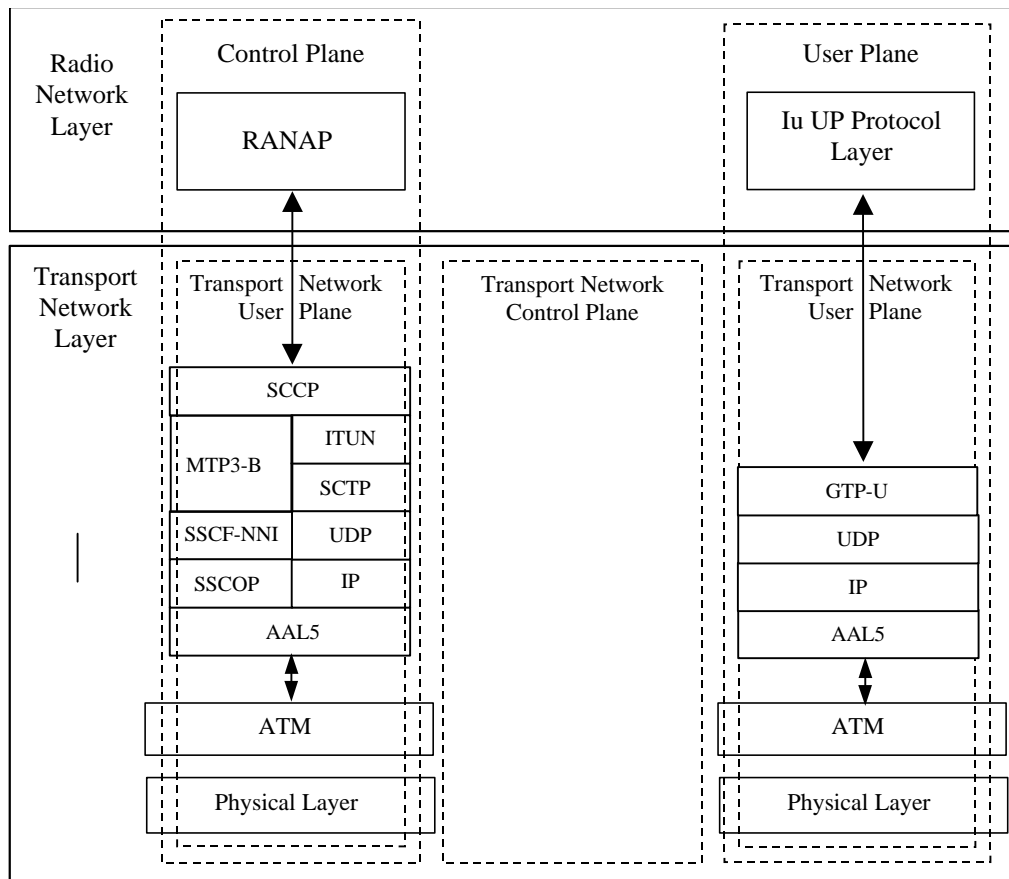 Radio
Network
Layer
Control Plane
RANAP
User Plane
Iu UP Protocol
Layer
Transport
Network
Layer
Transport Network
User Plane
SCCP
MTP3-B
ITUN
SCTP
SSCF-NNI
UDP
SSCOP
IP
AAL5
ATM
Physical Layer
Transport Network
Control Plane
Transport Network
User Plane
GTP-U
UDP
IP
AAL5
ATM
Physical Layer